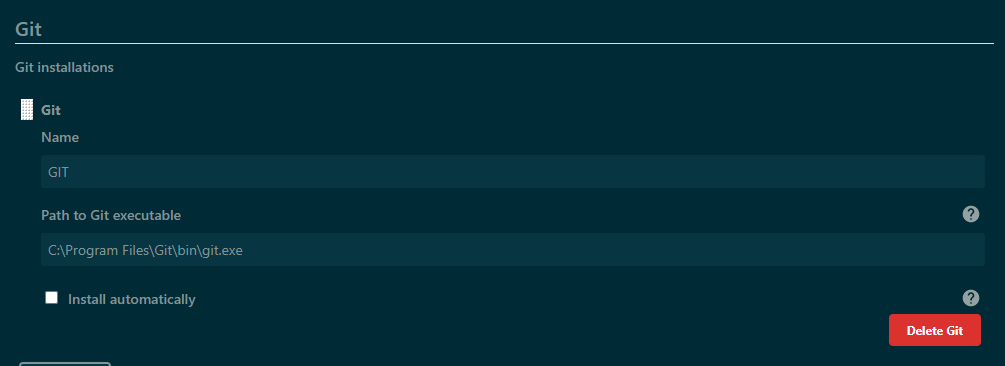 Git
Git installations
Git
Name
GIT
Path to Git executable
?
C:\Program Files\Git\bin\git.exe
Install automatically
?
Delete Git